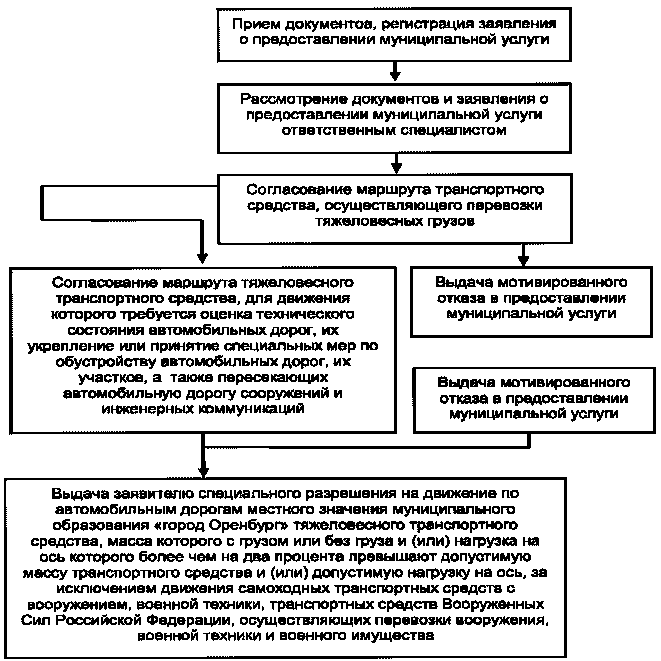 Прием документов, регистрация заявления
о предоставлении муниципальной услуги
Рассмотрение документов и заявления о
предоставлении муниципальной услуги
ответственным специалистом
Согласование маршрута транспортного
средства, осуществляющего перевозки
тяжеловесных грузов
Согласование маршрута тяжеловесного
транспортного средства, для движения
которого требуется оценка технического
состояния автомобильных дорог, их
укрепление или принятие специальных мер по
обустройству автомобильных дорог, их
участков, а также пересекающих
автомобильную дорогу сооружений и
инженерных коммуникаций
Выдача мотивированного
отказа в предоставлении
муниципальной услуги
Выдача мотивированного
отказа в предоставлении
муниципальной услуги
Выдача заявителю специального разрешения на движение по
автомобильным дорогам местного значения муниципального
образования «город Оренбург» тяжеловесного транспортного
средства, масса которого с грузом или без груза и (или) нагрузка на
ось которого более чем на два процента превышают допустимую
массу транспортного средства и (или) допустимую нагрузку на ось, за
исключением движения самоходных транспортных средств с
вооружением, военной техники, транспортных средств Вооруженных
Сил Российской Федерации, осуществляющих перевозки вооружения,
военной техники и военного имущества